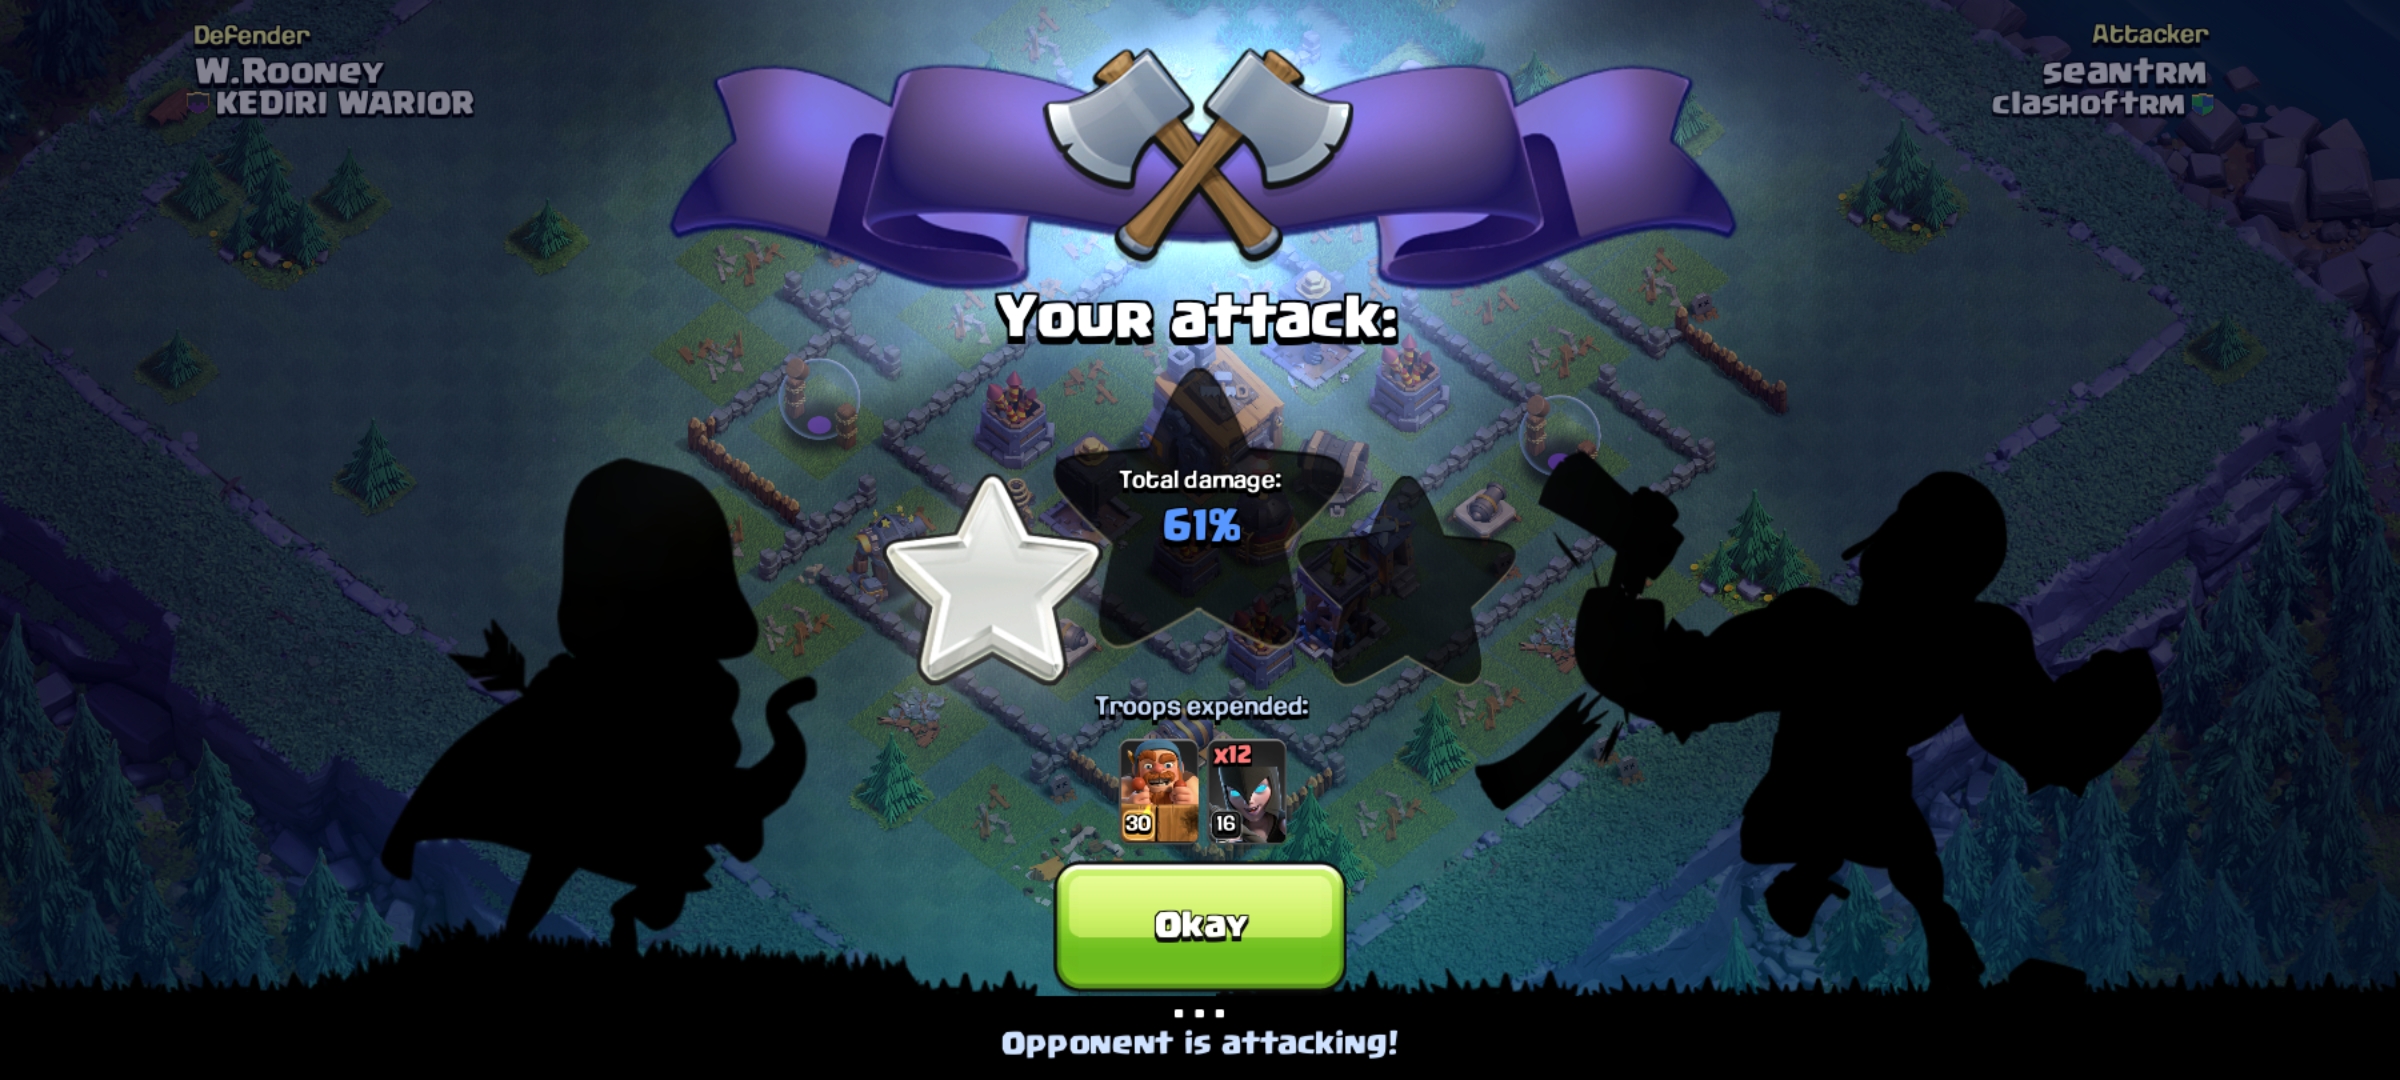 Defender
W.Rooney
KEDIRI WARIOR
Attacker
seantrm
clashoftrm
Your attack:
Total damage:
61%
Troops expended:
x12
30
16
Okay
...
Opponent is attacking!